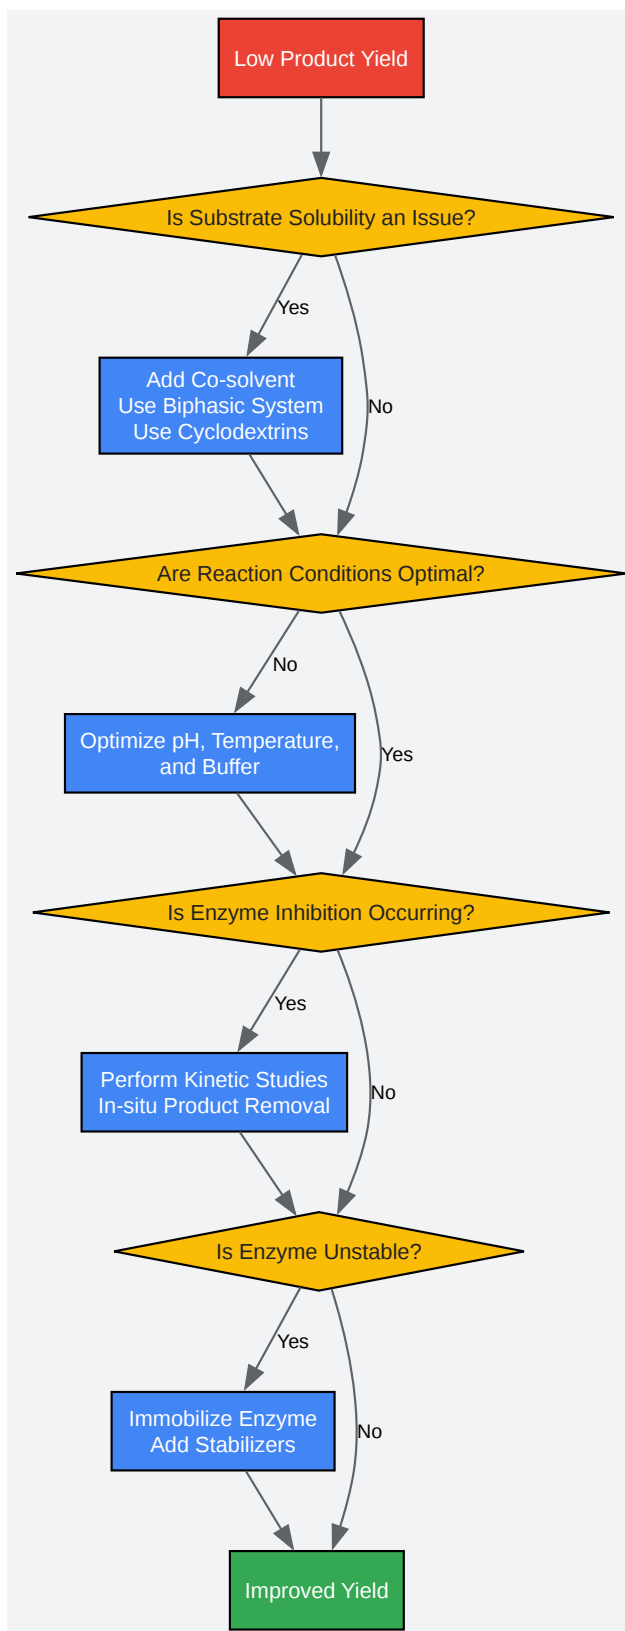 Low Product Yield
Is Substrate Solubility an Issue?
Yes
Add Co-solvent
Use Biphasic System
Use Cyclodextrins
No
Are Reaction Conditions Optimal?
No
Optimize pH, Temperature,
and Buffer
Yes
Is Enzyme Inhibition Occurring?
Yes
Perform Kinetic Studies
In-situ Product Removal
No
Is Enzyme Unstable?
Yes
Immobilize Enzyme
Add Stabilizers
No
Improved Yield